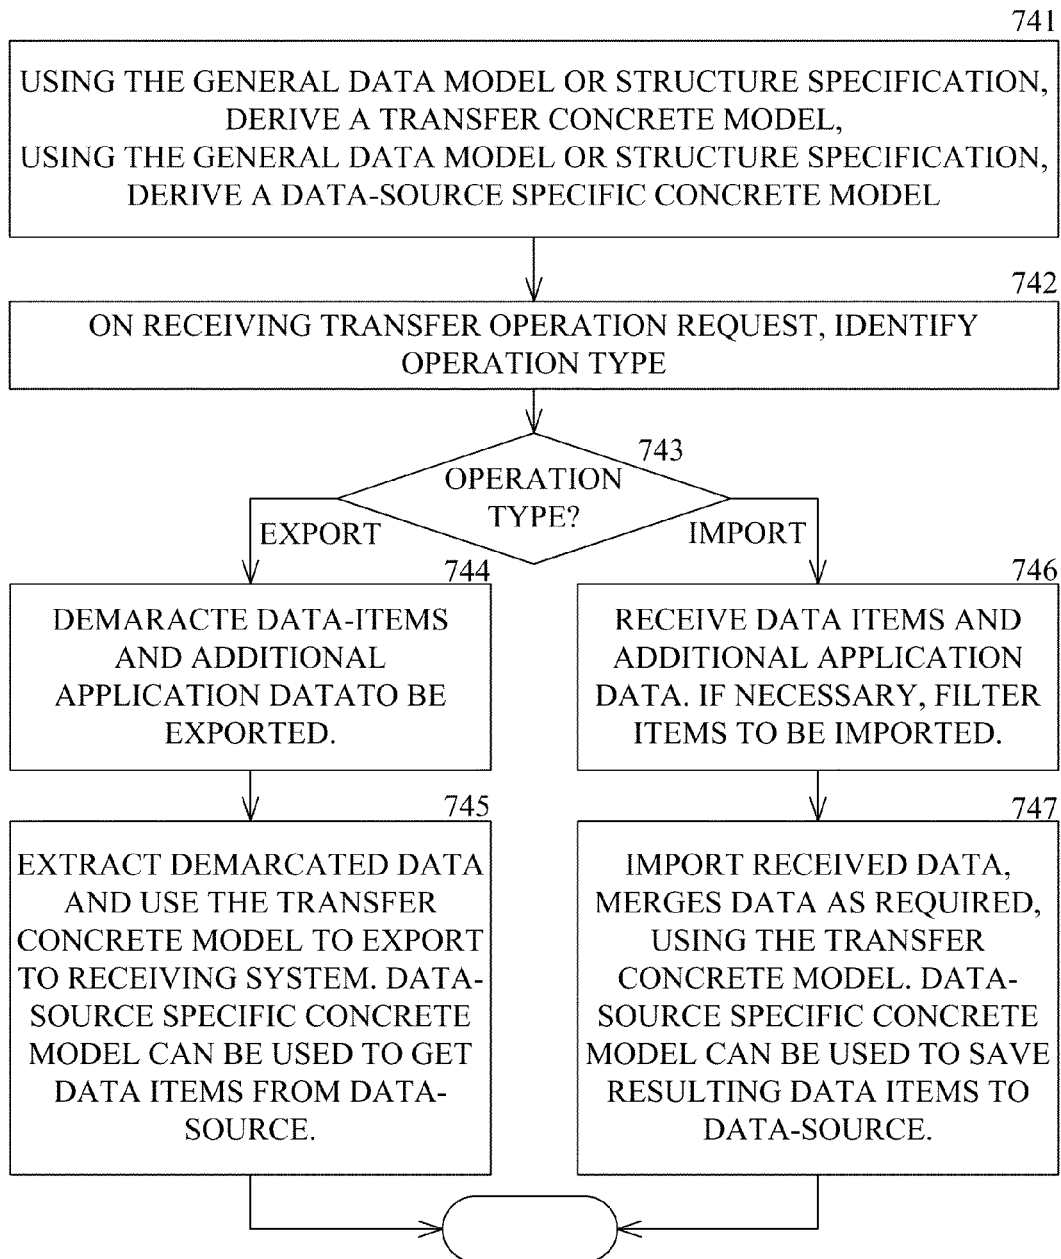 741
USING THE GENERAL DATA MODEL OR STRUCTURE SPECIFICATION,
DERIVE A TRANSFER CONCRETE MODEL,
USING THE GENERAL DATA MODEL OR STRUCTURE SPECIFICATION,
DERIVE A DATA-SOURCE SPECIFIC CONCRETE MODEL
742
ON RECEIVING TRANSFER OPERATION REQUEST, IDENTIFY
OPERATION TYPE
743
OPERATION
TYPE?
EXPORT
IMPORT
744
DEMARACTE DATA-ITEMS
AND ADDITIONAL
APPLICATION DATATO BE
EXPORTED.
746
RECEIVE DATA ITEMS AND
ADDITIONAL APPLICATION
DATA. IF NECESSARY, FILTER
ITEMS TO BE IMPORTED.
745
EXTRACT DEMARCATED DATA
AND USE THE TRANSFER
CONCRETE MODEL TO EXPORT
TO RECEIVING SYSTEM. DATA-
SOURCE SPECIFIC CONCRETE
MODEL CAN BE USED TO GET
DATA ITEMS FROM DATA-
SOURCE.
747
IMPORT RECEIVED DATA,
MERGES DATA AS REQUIRED,
USING THE TRANSFER
CONCRETE MODEL. DATA-
SOURCE SPECIFIC CONCRETE
MODEL CAN BE USED TO SAVE
RESULTING DATA ITEMS TO
DATA-SOURCE.